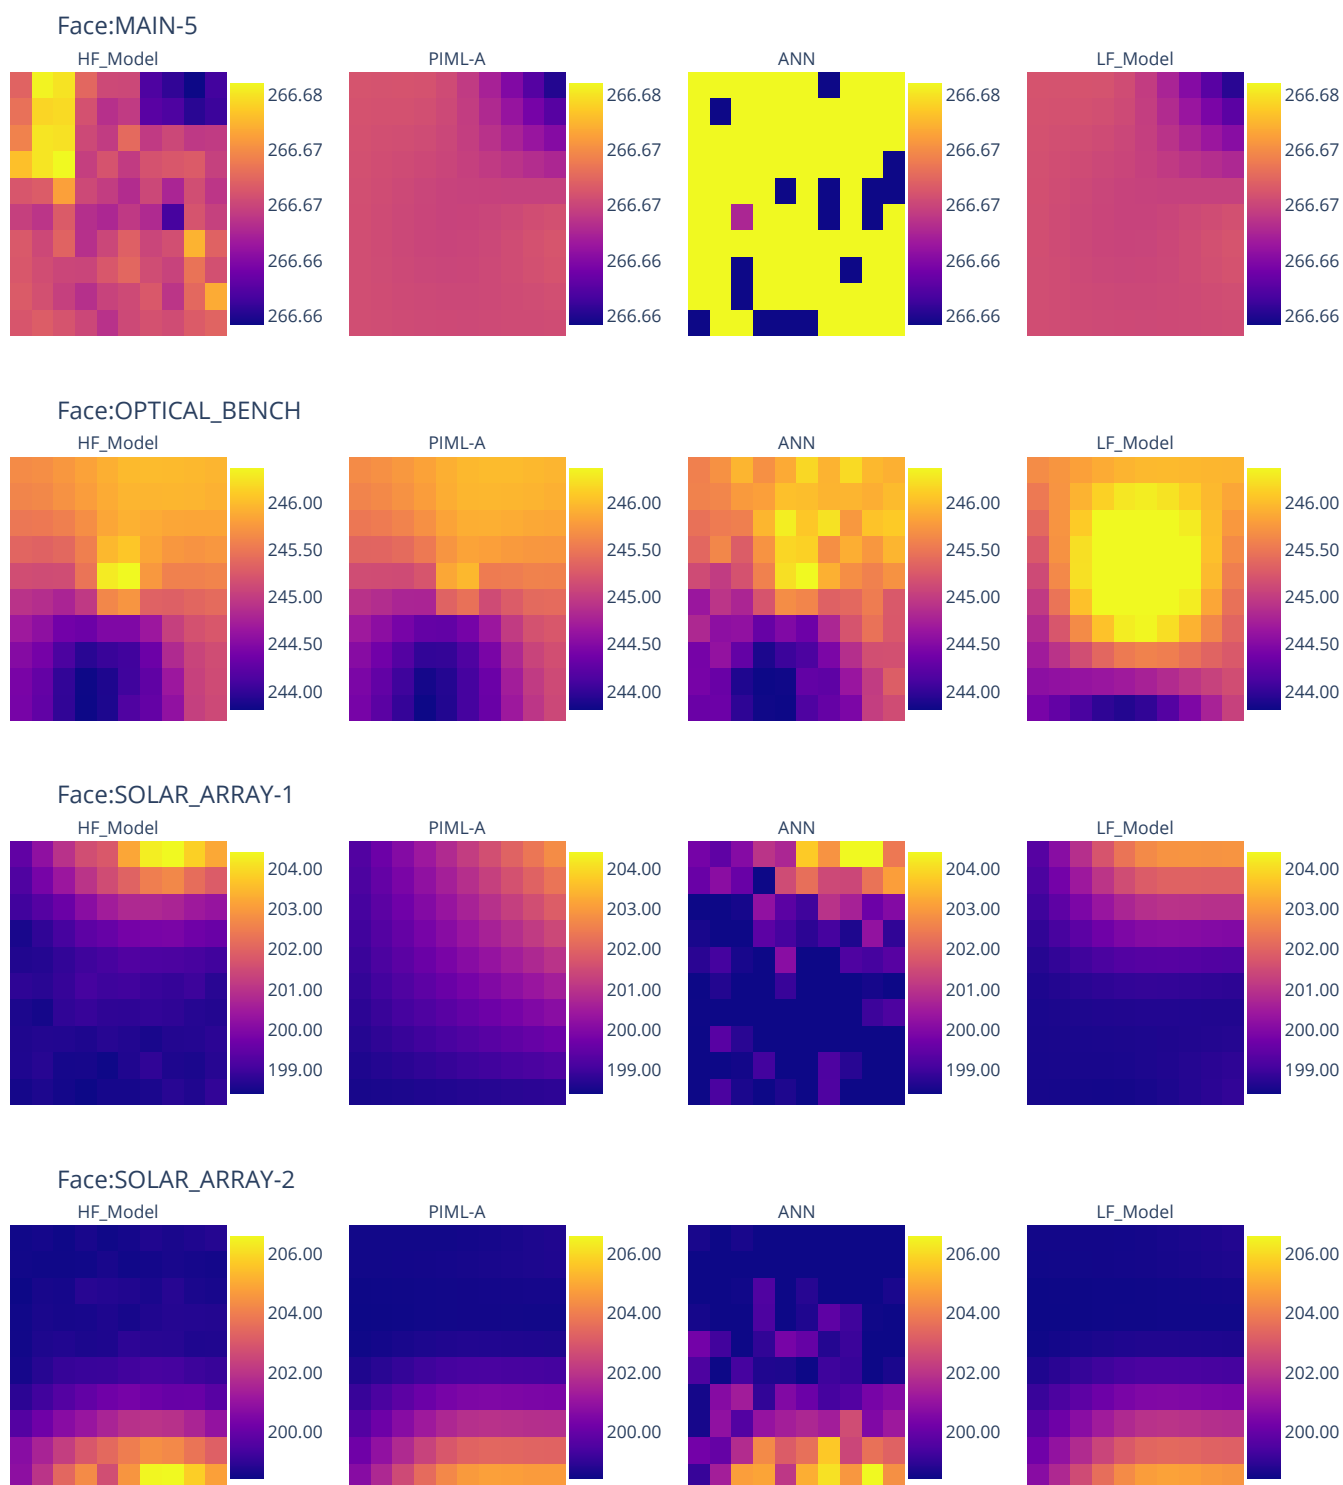 Face:MAIN-5
HF_Model PIML-A ANN LF_Model
266.68 266.68 266.68 266.68
266.67 266.67 266.67 266.67
266.67 266.67 266.67 266.67
266.66 266.66 266.66 266.66
266.66 266.66 266.66 266.66
Face:OPTICAL_BENCH
HF_Model PIML-A ANN LF_Model
246.00 246.00 246.00 246.00
245.50 245.50 245.50 245.50
245.00 245.00 245.00 245.00
244.50 244.50 244.50 244.50
244.00 244.00 244.00 244.00
Face:SOLAR_ARRAY-1
HF_Model PIML-A ANN LF_Model
204.00 204.00 204.00 204.00
203.00 203.00 203.00 203.00
202.00 202.00 202.00 202.00
201.00 201.00 201.00 201.00
200.00 200.00 200.00 200.00
199.00 199.00 199.00 199.00
Face:SOLAR_ARRAY-2
HF_Model PIML-A ANN LF_Model
206.00 206.00 206.00 206.00
204.00 204.00 204.00 204.00
202.00 202.00 202.00 202.00
200.00 200.00 200.00 200.00